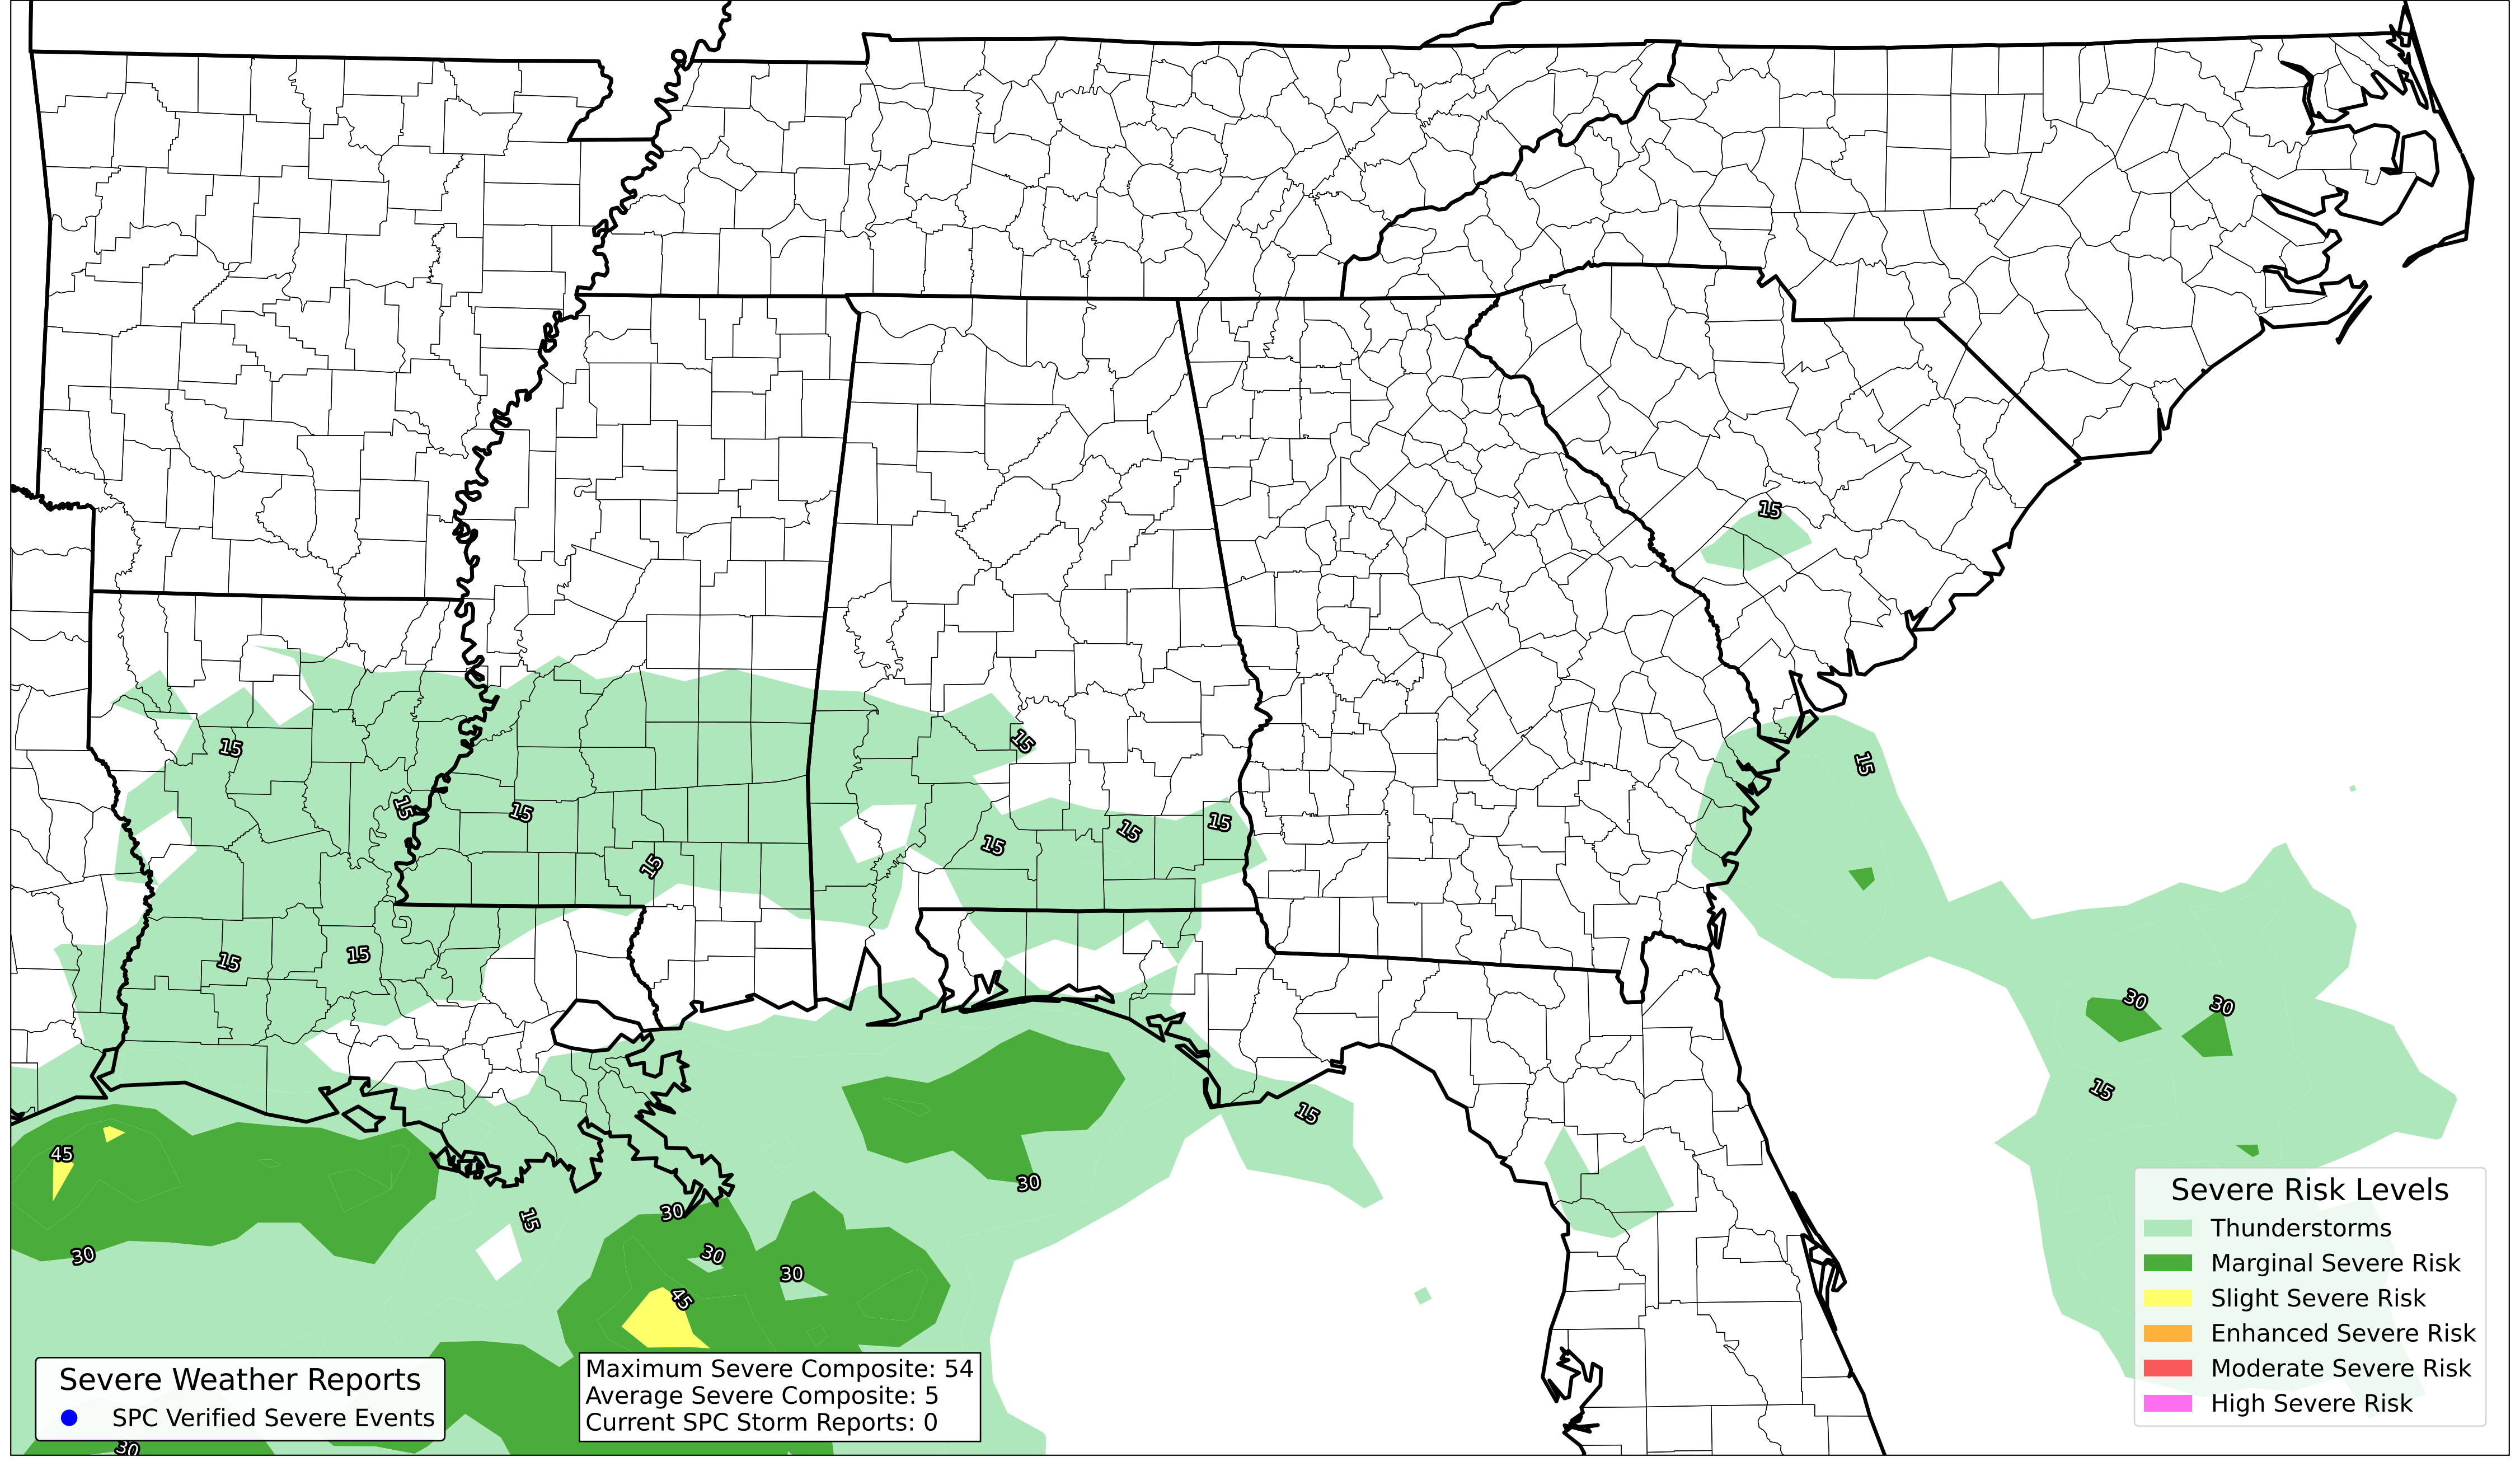 15
15
15
15
15
15
15
15
15
15
15
15
30
30
15
15
45
30
30
15
30
30
30
45
30
Severe Risk Levels
Thunderstorms
Marginal Severe Risk
Slight Severe Risk
Enhanced Severe Risk
Moderate Severe Risk
High Severe Risk
Severe Weather Reports
SPC Verified Severe Events
Maximum Severe Composite: 54
Average Severe Composite: 5
Current SPC Storm Reports: 0